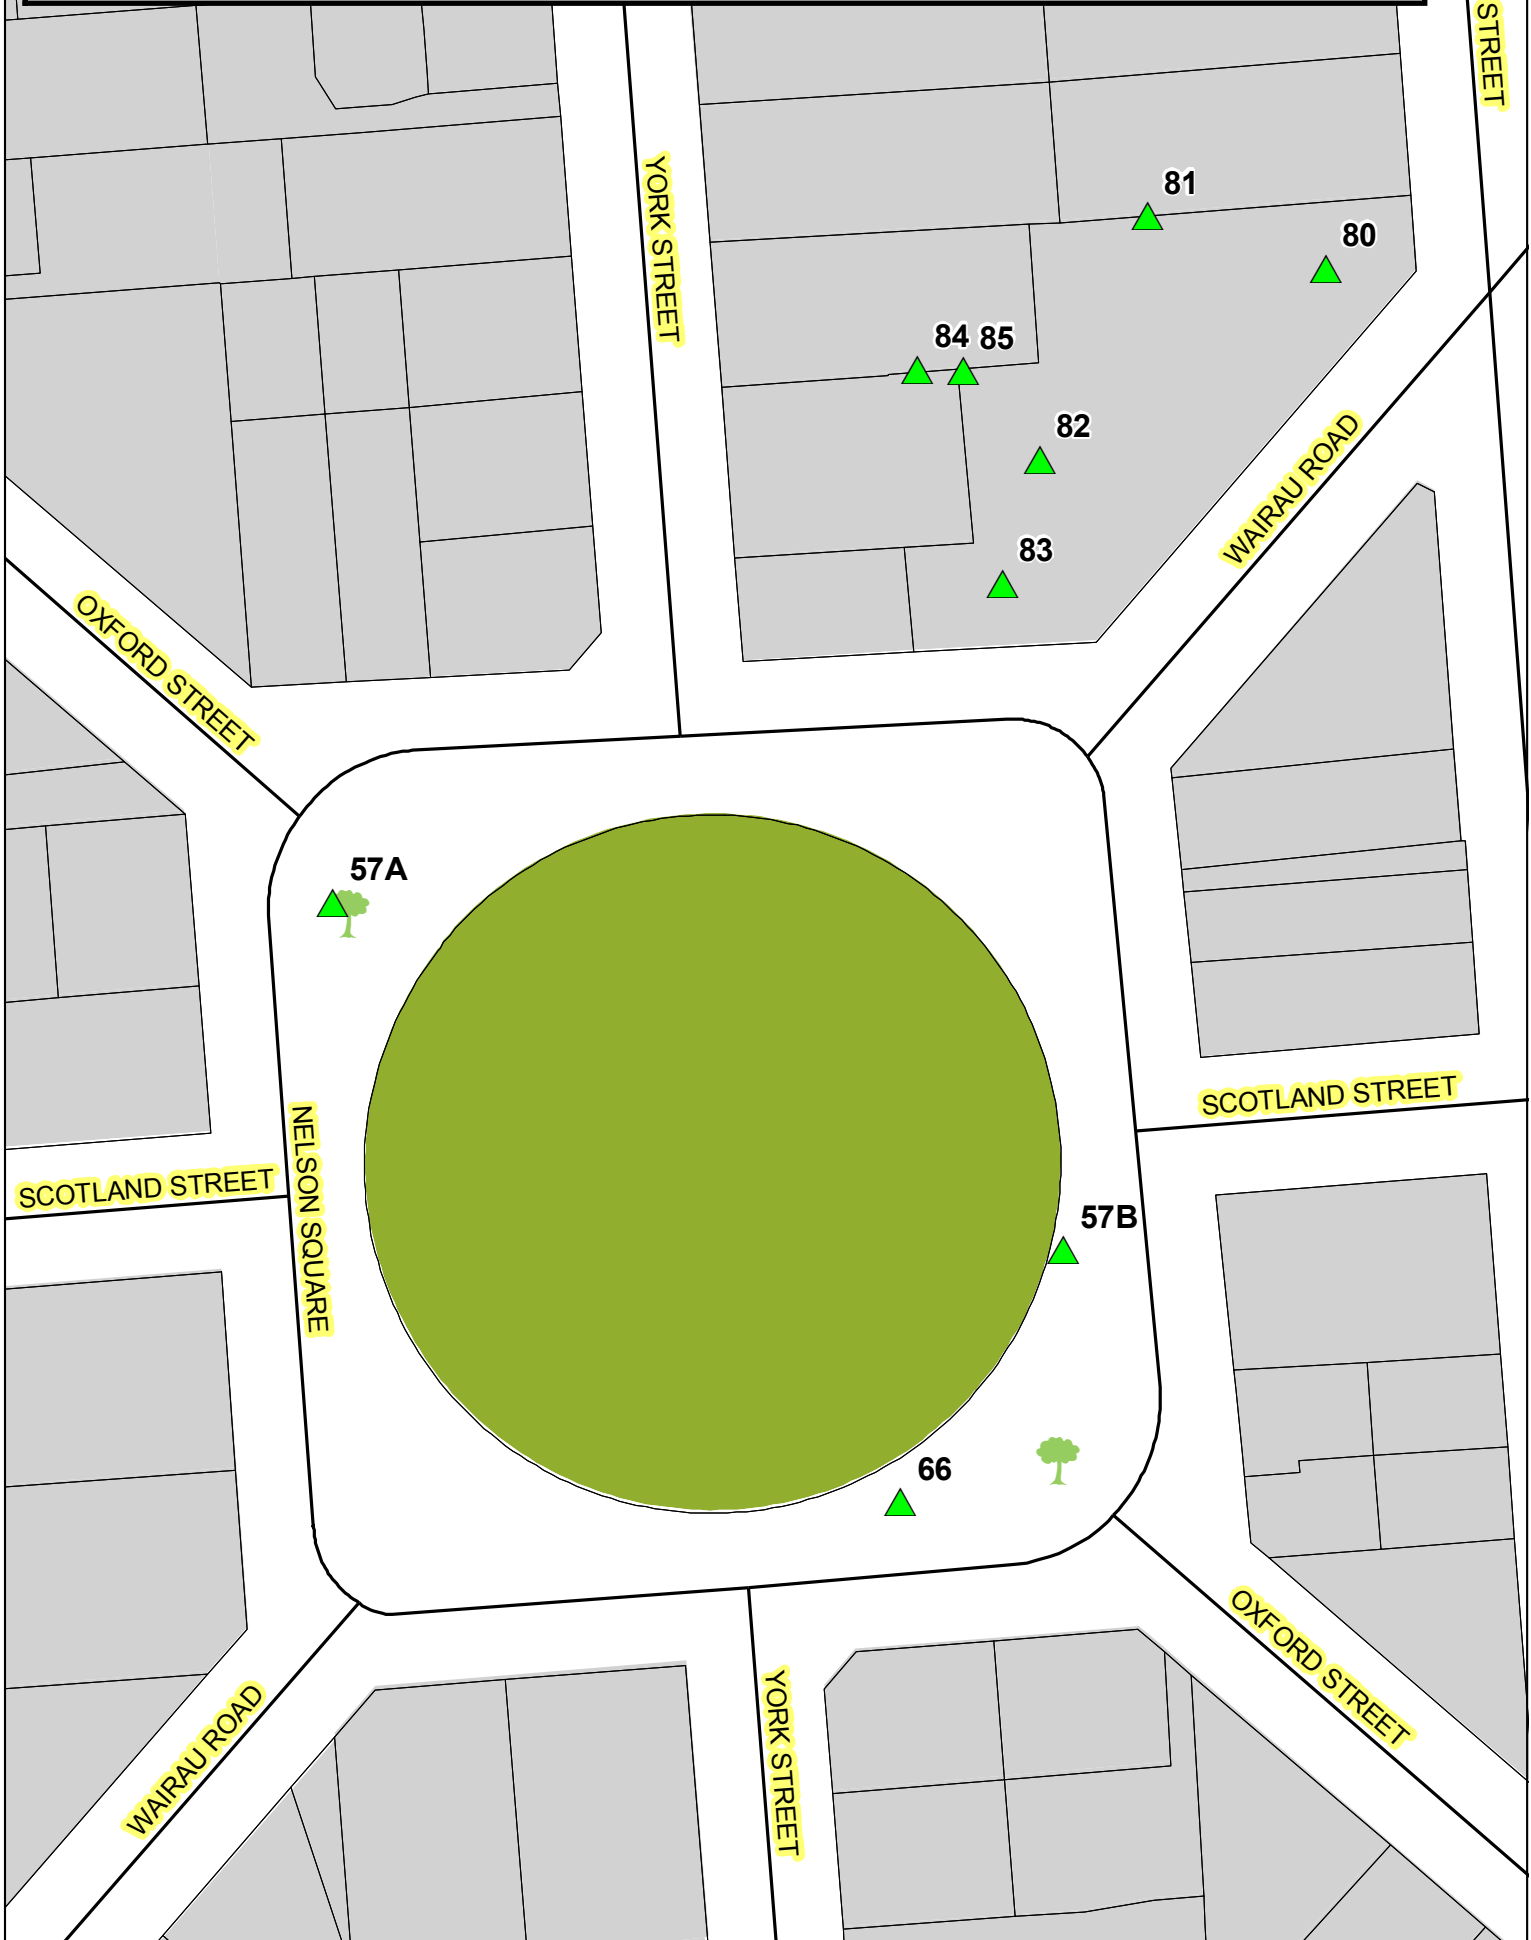 STREET
YORK STREET
81
80
84
85
82
83
WAIRAU ROAD
OXFORD STREET
57A
SCOTLAND STREET
NELSON SQUARE
SCOTLAND STREET
57B
66
OXFORD STREET
WAIRAU ROAD
YORK STREET